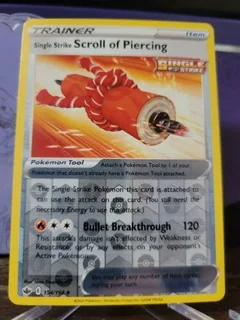 TRAINER
Item
Single Strike Scroll of Piercing
SINGLE STRIKE
Pokémon Tool
Attach a Pokémon Tool to 1 of your
Pokémon that doesn't already have a Pokémon Tool attached.
The Single Strike Pokémon this card is attached to
can use the attack on this card. (You still need the
necessary Energy to use this attack.)
Bullet Breakthrough 120
This attack's damage isn't affected by Weakness or
Resistance, or by any effects on your opponent's
Active Pokémon.
You may play any number of Item cards
during your turn.